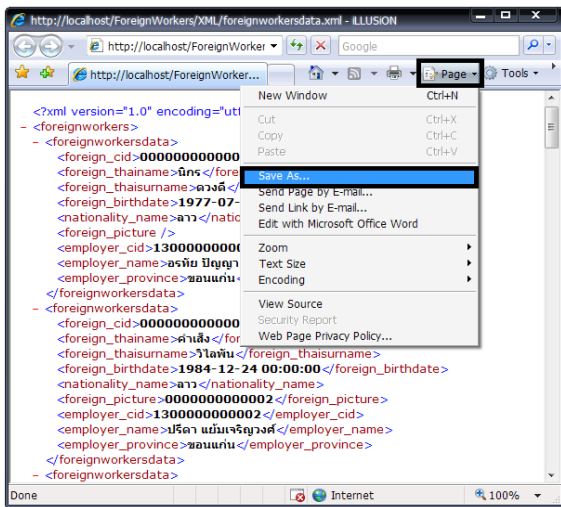 http://localhost/ForeignWorkers/XML/foreignworkersdata.xml - iLLUSiON
http://localhost/ForeignWorker
Google
http://localhost/ForeignWorker...
Page
Tools
New Window Ctrl+N
Cut Ctrl+X
Copy Ctrl+C
Paste Ctrl+V
Save As...
Send Page by E-mail...
Send Link by E-mail...
Edit with Microsoft Office Word
Zoom
Text Size
Encoding
View Source
Security Report
Web Page Privacy Policy...
<?xml version="1.0" encoding="utf
- <foreignworkers>
- <foreignworkersdata>
<foreign_cid>000000000000
<foreign_thainame>นิกร</fore
<foreign_thaisurname>ดวงดี</
<foreign_birthdate>1977-07-
<nationality_name>ลาว</natio
<foreign_picture />
<employer_cid>13000000000
<employer_name>อรทัย ปัญญา
<employer_province>ขอนแก่น<
</foreignworkersdata>
- <foreignworkersdata>
<foreign_cid>000000000000
<foreign_thainame>คำเส็ง</for
<foreign_thaisurname>วิไลพัน</foreign_thaisurname>
<foreign_birthdate>1984-12-24 00:00:00</foreign_birthdate>
<nationality_name>ลาว</nationality_name>
<foreign_picture>0000000000002</foreign_picture>
<employer_cid>1300000000002</employer_cid>
<employer_name>ปรีดา แย้มเจริญวงศ์</employer_name>
<employer_province>ขอนแก่น</employer_province>
</foreignworkersdata>
- <foreignworkersdata>
Done
Internet
100%